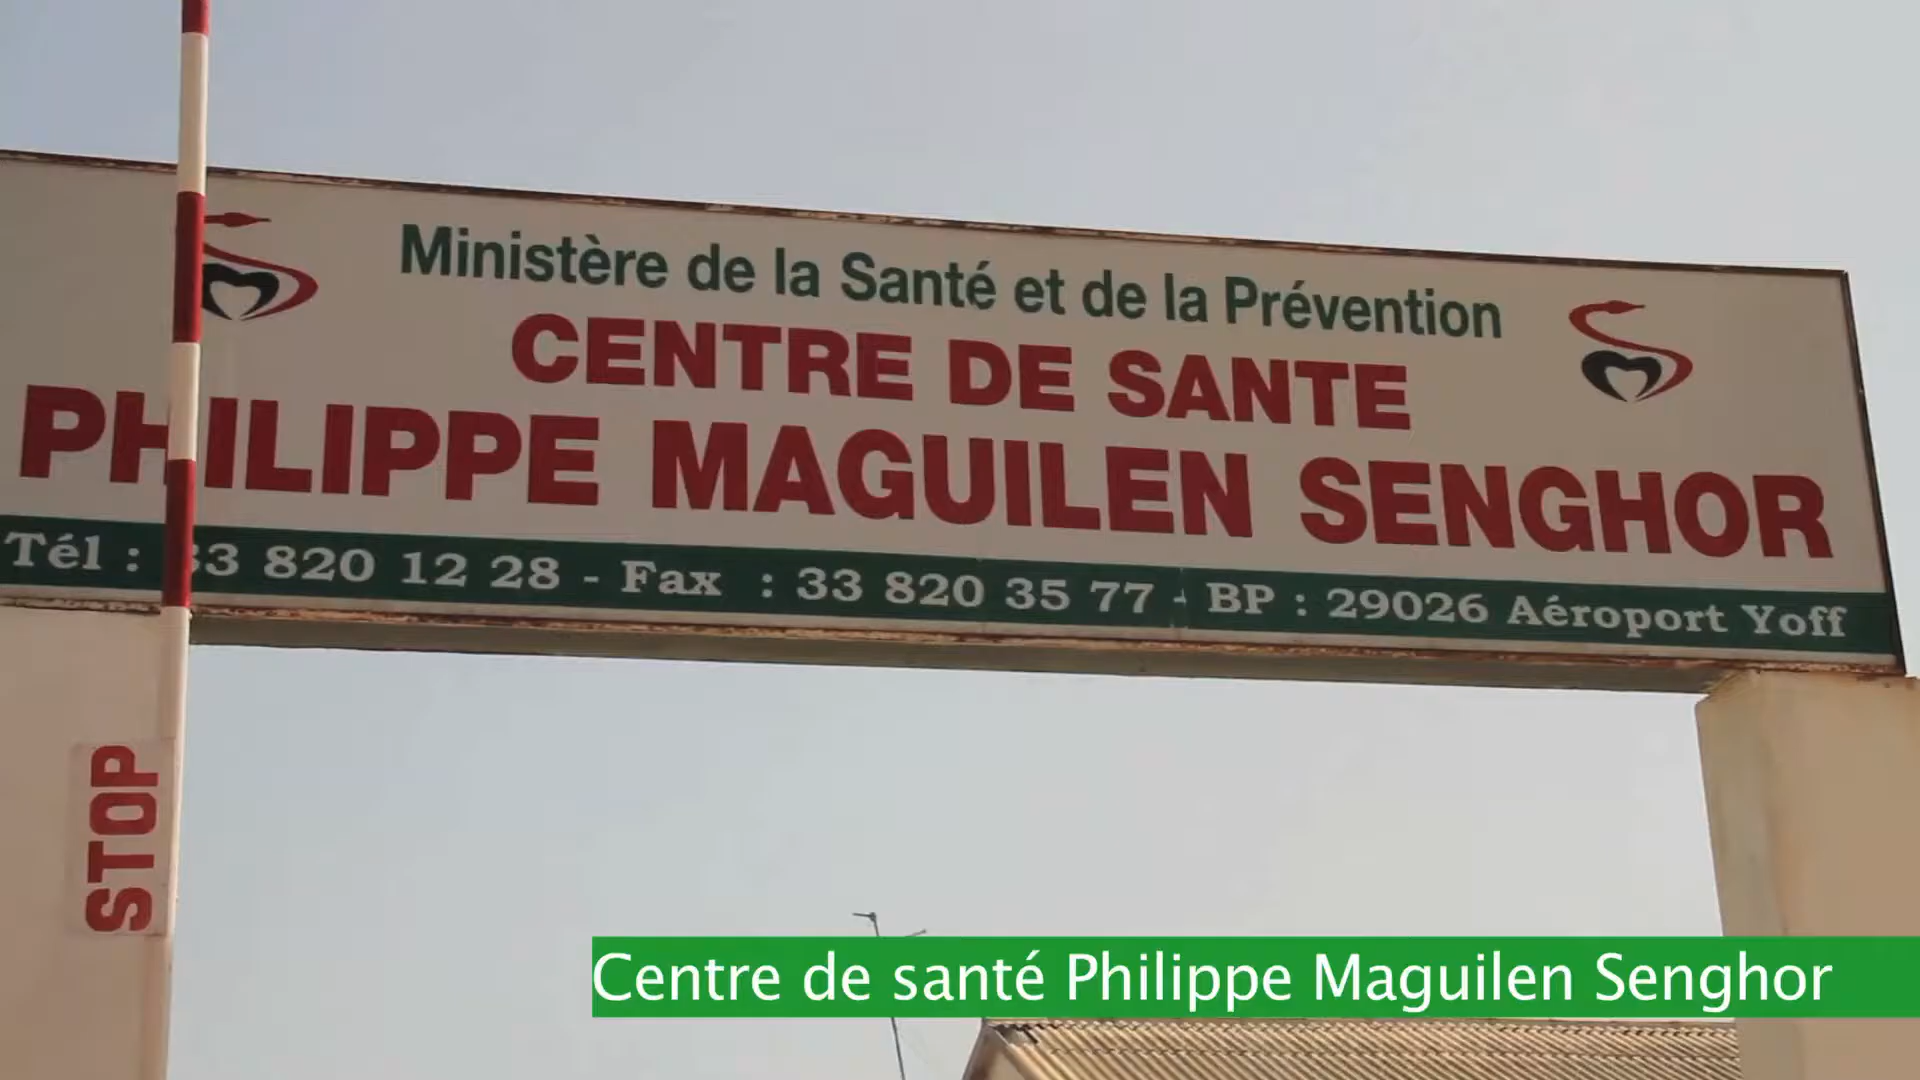 Ministère de la Santé et de la Prévention
CENTRE DE SANTE
PHILIPPE MAGUILEN SENGHOR
Tél : 33 820 12 28 - Fax : 33 820 35 77 - BP : 29026 Aéroport Yoff
STOP
Centre de santé Philippe Maguilen Senghor